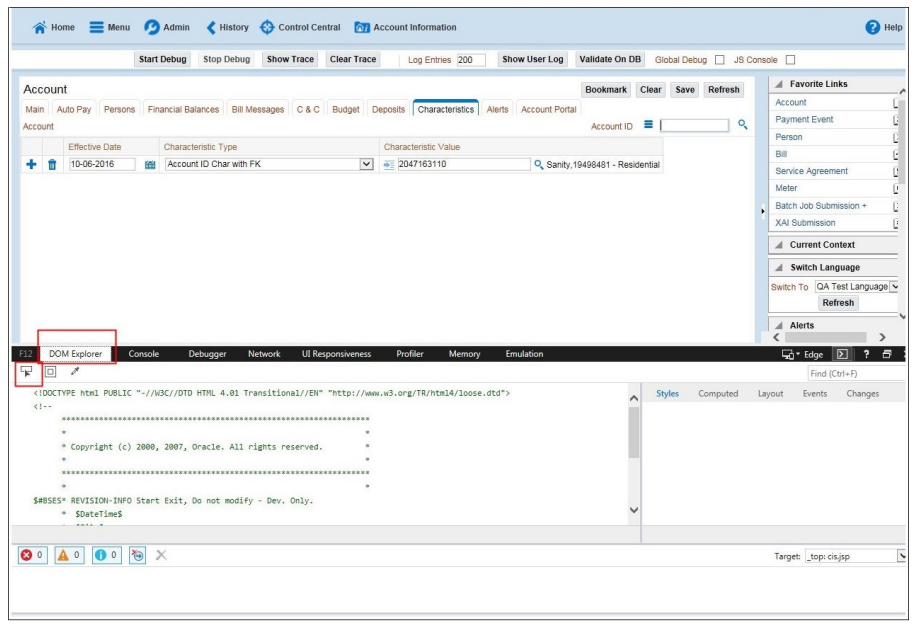 Home Menu Admin History Control Central Account Information Help
Start Debug Stop Debug Show Trace Clear Trace Log Entries 200 Show User Log Validate On DB Global Debug JS Console
Account Bookmark Clear Save Refresh
Main Auto Pay Persons Financial Balances Bill Messages C & C Budget Deposits Characteristics Alerts Account Portal
Account Account ID
Effective Date Characteristic Type Characteristic Value
10-06-2016 Account ID Char with FK 2047163110 Sanity,19498481 - Residential
Favorite Links
Account
Payment Event
Person
Bill
Service Agreement
Meter
Batch Job Submission +
XAI Submission
Current Context
Switch Language
Switch To QA Test Language
Refresh
Alerts
F12 DOM Explorer Console Debugger Network UI Responsiveness Profiler Memory Emulation Edge ?
Find (Ctrl+F)
<!DOCTYPE html PUBLIC "-//W3C//DTD HTML 4.01 Transitional//EN" "http://www.w3.org/TR/html4/loose.dtd">
Styles Computed Layout Events Changes
<!--
*
* Copyright (c) 2000, 2007, Oracle. All rights reserved. *
*
*
$#BSES* REVISION-INFO Start Exit, Do not modify - Dev. Only.
* $DateTime$
0 0 0
Target: _top: cis.jsp